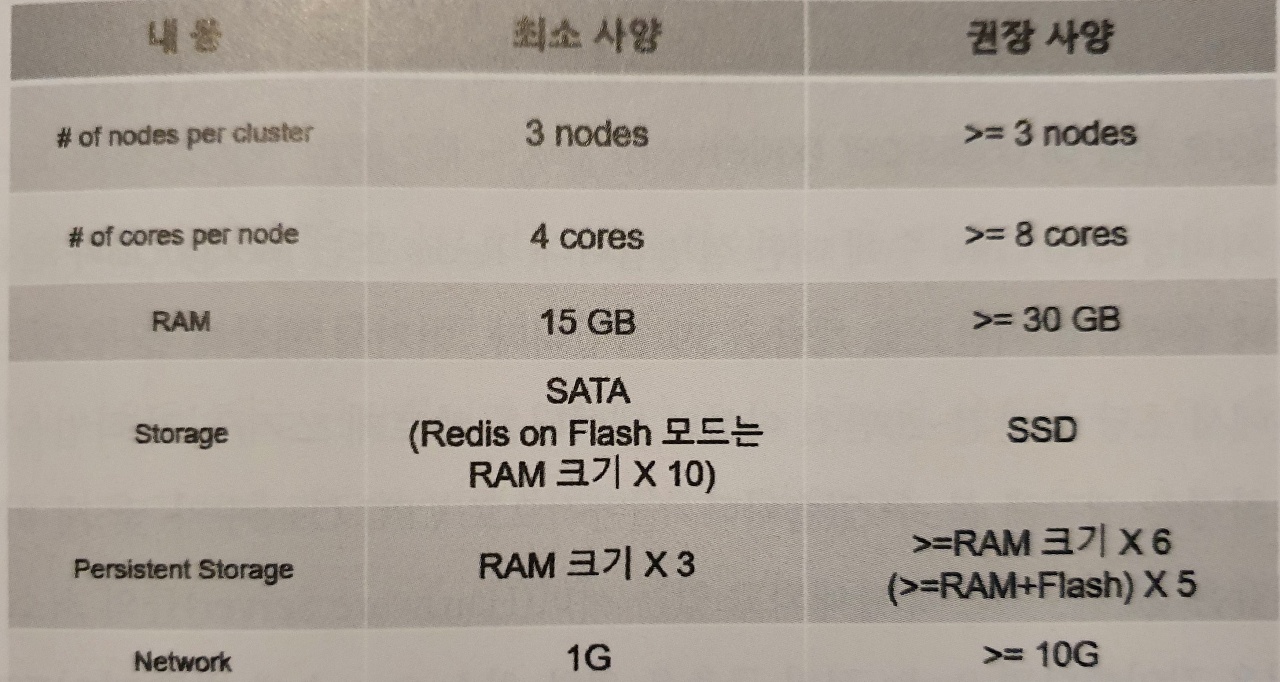 내 용 최소 사양 권장 사양
# of nodes per cluster 3 nodes >= 3 nodes
# of cores per node 4 cores >= 8 cores
RAM 15 GB >= 30 GB
Storage
SATA
(Redis on Flash 모드는
RAM 크기 X 10)
SSD
Persistent Storage
RAM 크기 X 3
>=RAM 크기 X 6
(>=RAM+Flash) X 5
Network 1G >= 10G